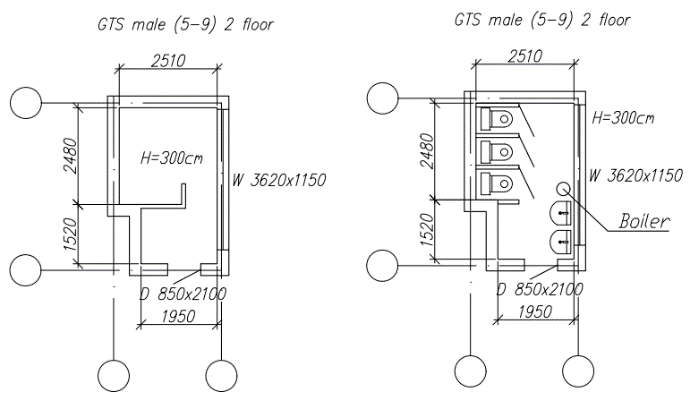 GTS male (5-9) 2 floor
2510
2480
H=300cm
W 3620x1150
1520
D 850x2100
1950
GTS male (5-9) 2 floor
2510
H=300cm
2480
W 3620x1150
Boiler
1520
D 850x2100
1950